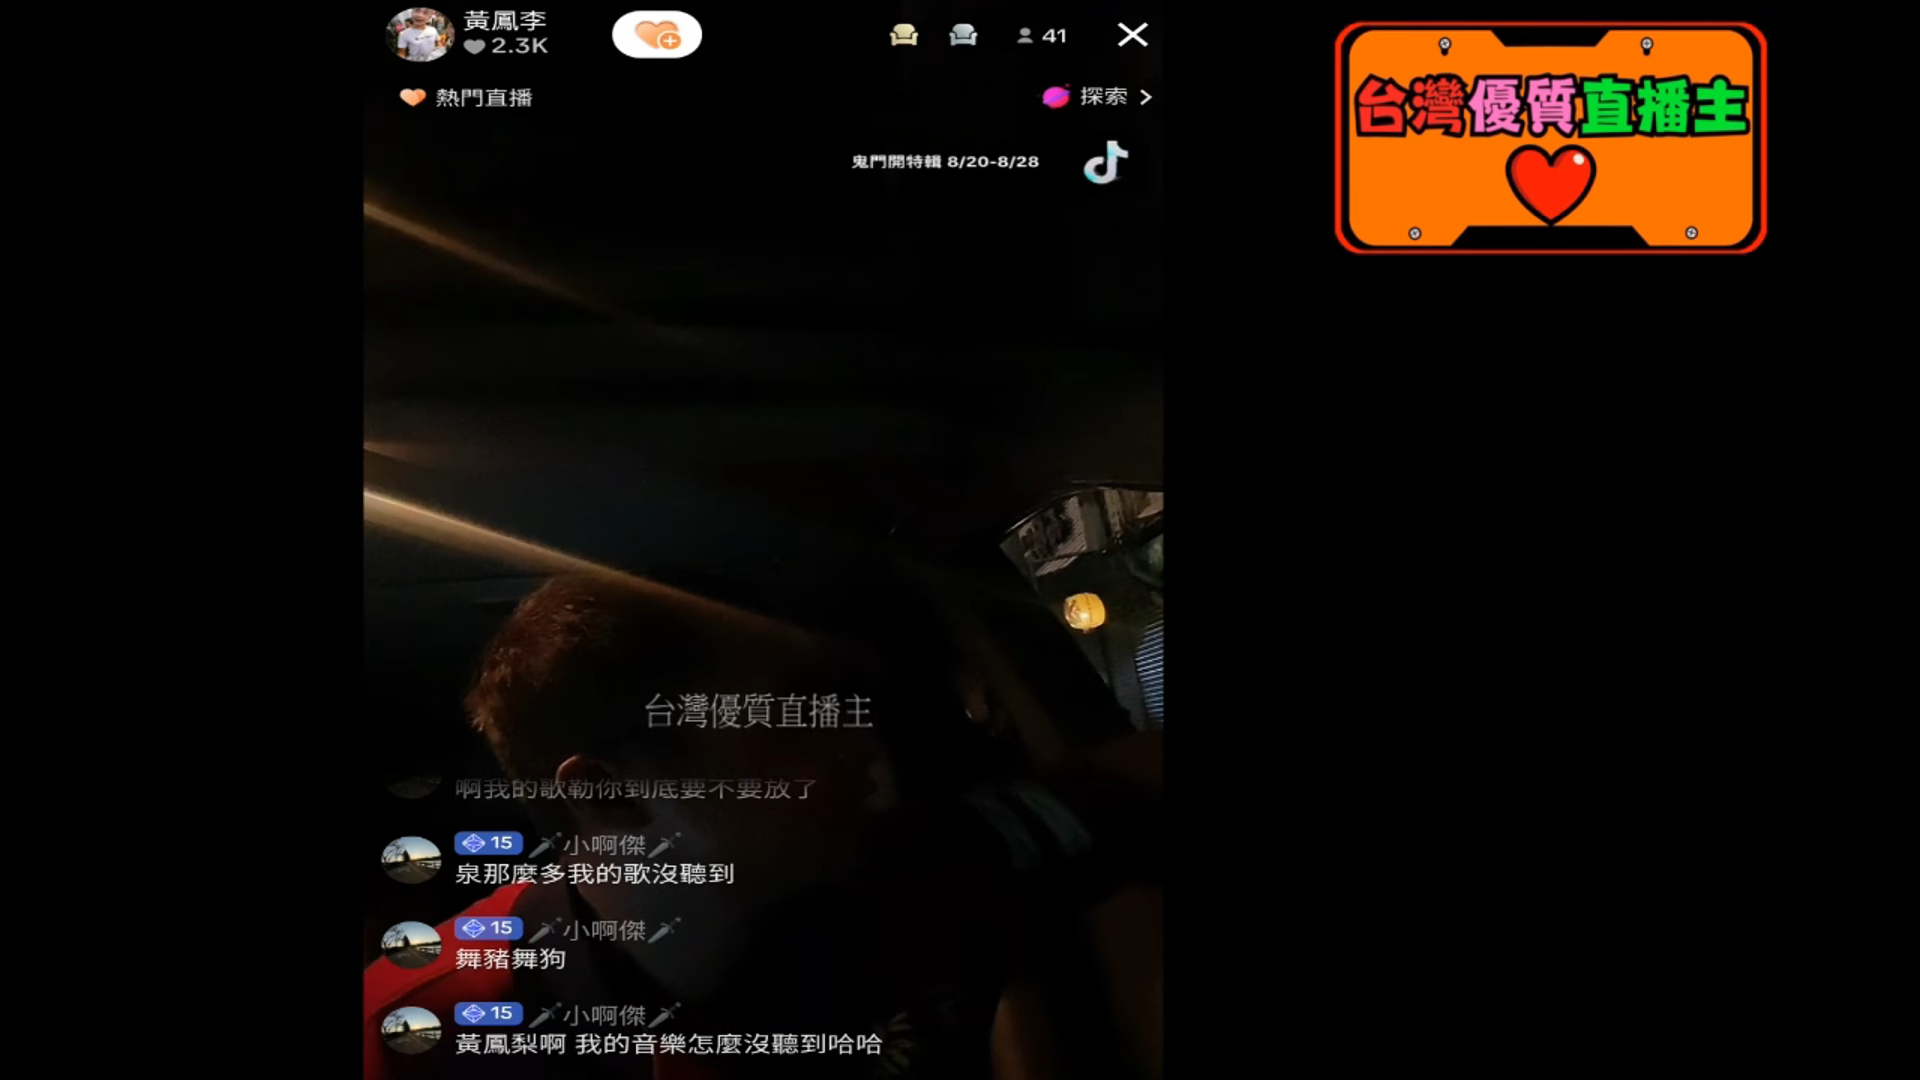 黃鳳李
2.3K
41
熱門直播
探索
鬼門開特輯 8/20-8/28
台灣優質直播主
台灣優質直播主
啊我的歌勒你到底要不要放了
15 小啊傑
泉那麼多我的歌沒聽到
15 小啊傑
舞豬舞狗
15 小啊傑
黃鳳梨啊 我的音樂怎麼沒聽到哈哈